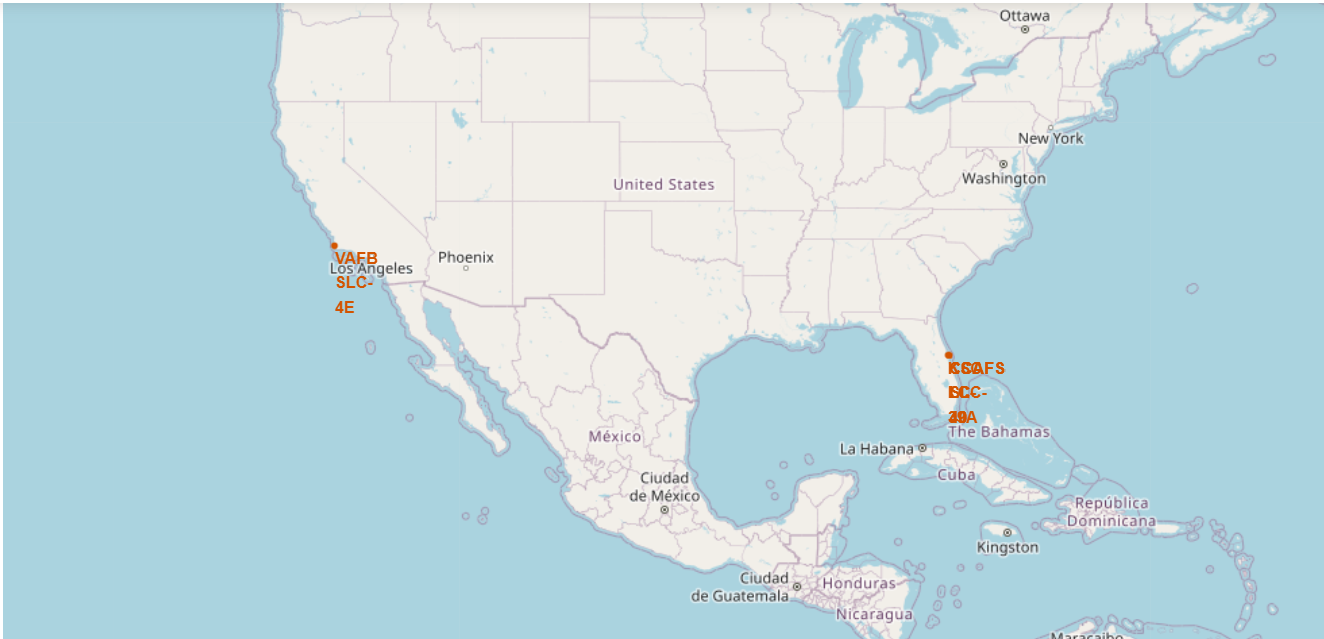 Ottawa
New York
Washington
United States
VAFB
SLC-
4E
Los Angeles
Phoenix
The Bahamas
La Habana
México
Cuba
Ciudad
de México
República
Dominicana
Kingston
Ciudad
de Guatemala
Honduras
Nicaragua
Maracaibo